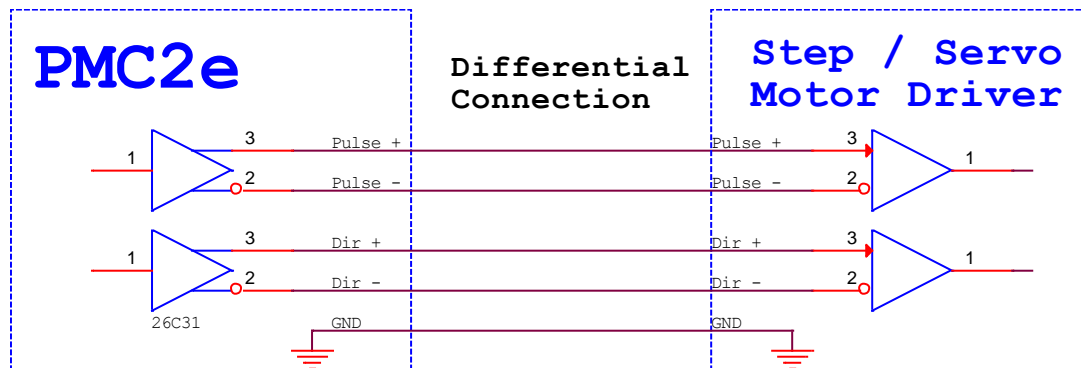 PMC2e
Differential
Connection
Step / Servo
Motor Driver
1
3
Pulse +
Pulse +
3
1
2
Pulse -
Pulse -
2
1
3
Dir +
Dir +
3
1
2
Dir -
Dir -
2
26C31
GND
GND